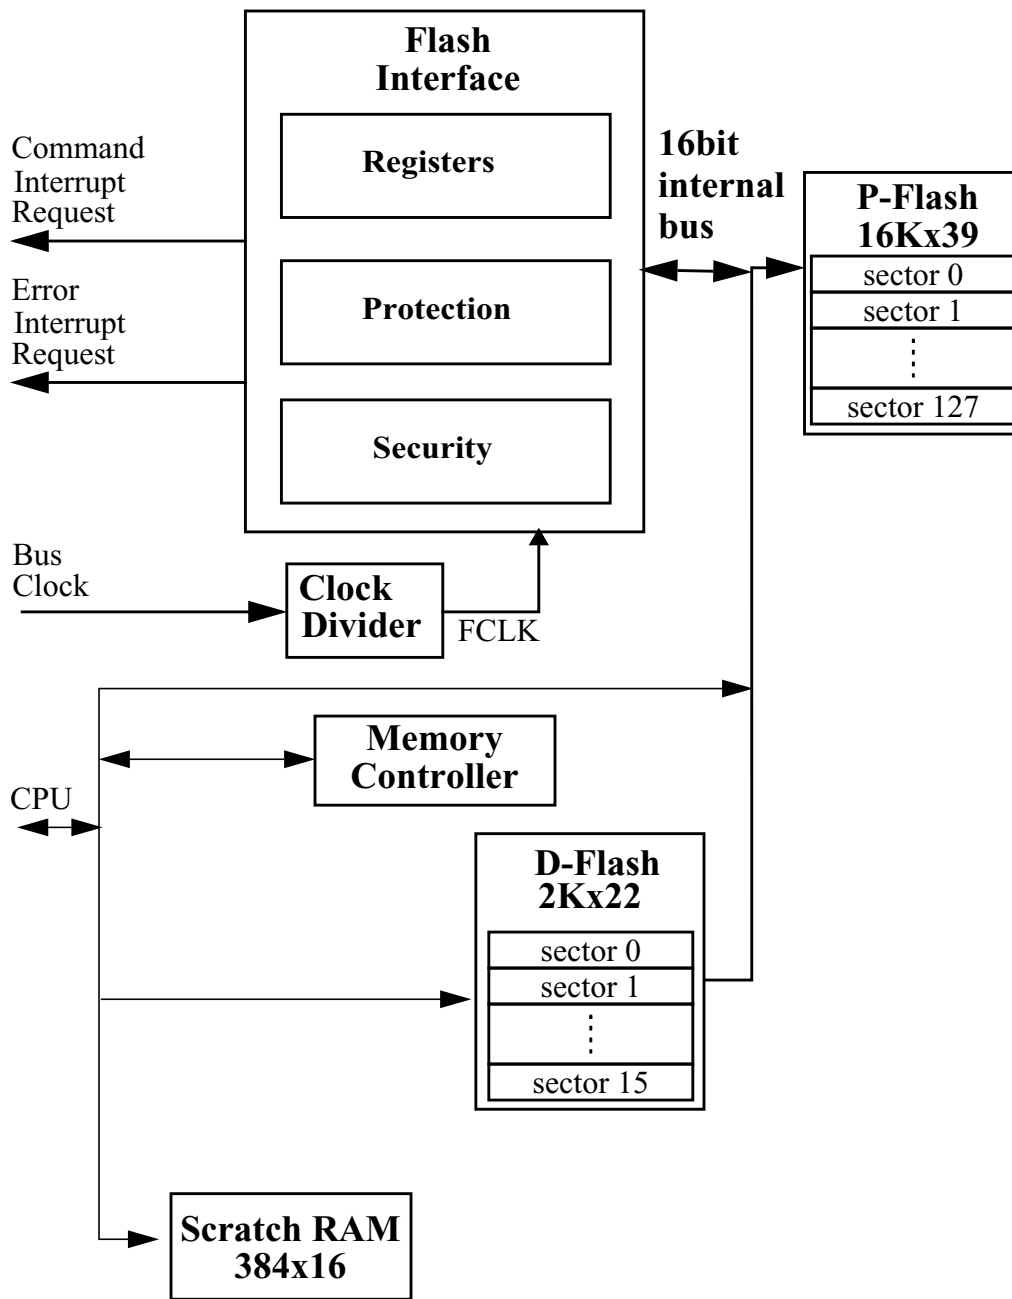 Flash
Interface
Registers
Protection
Security
Command
Interrupt
Request
Error
Interrupt
Request
16bit
internal
bus
P-Flash
16Kx39
sector 0
sector 1
sector 127
Bus
Clock
Clock
Divider
FCLK
Memory
Controller
CPU
D-Flash
2Kx22
sector 0
sector 1
sector 15
Scratch RAM
384x16